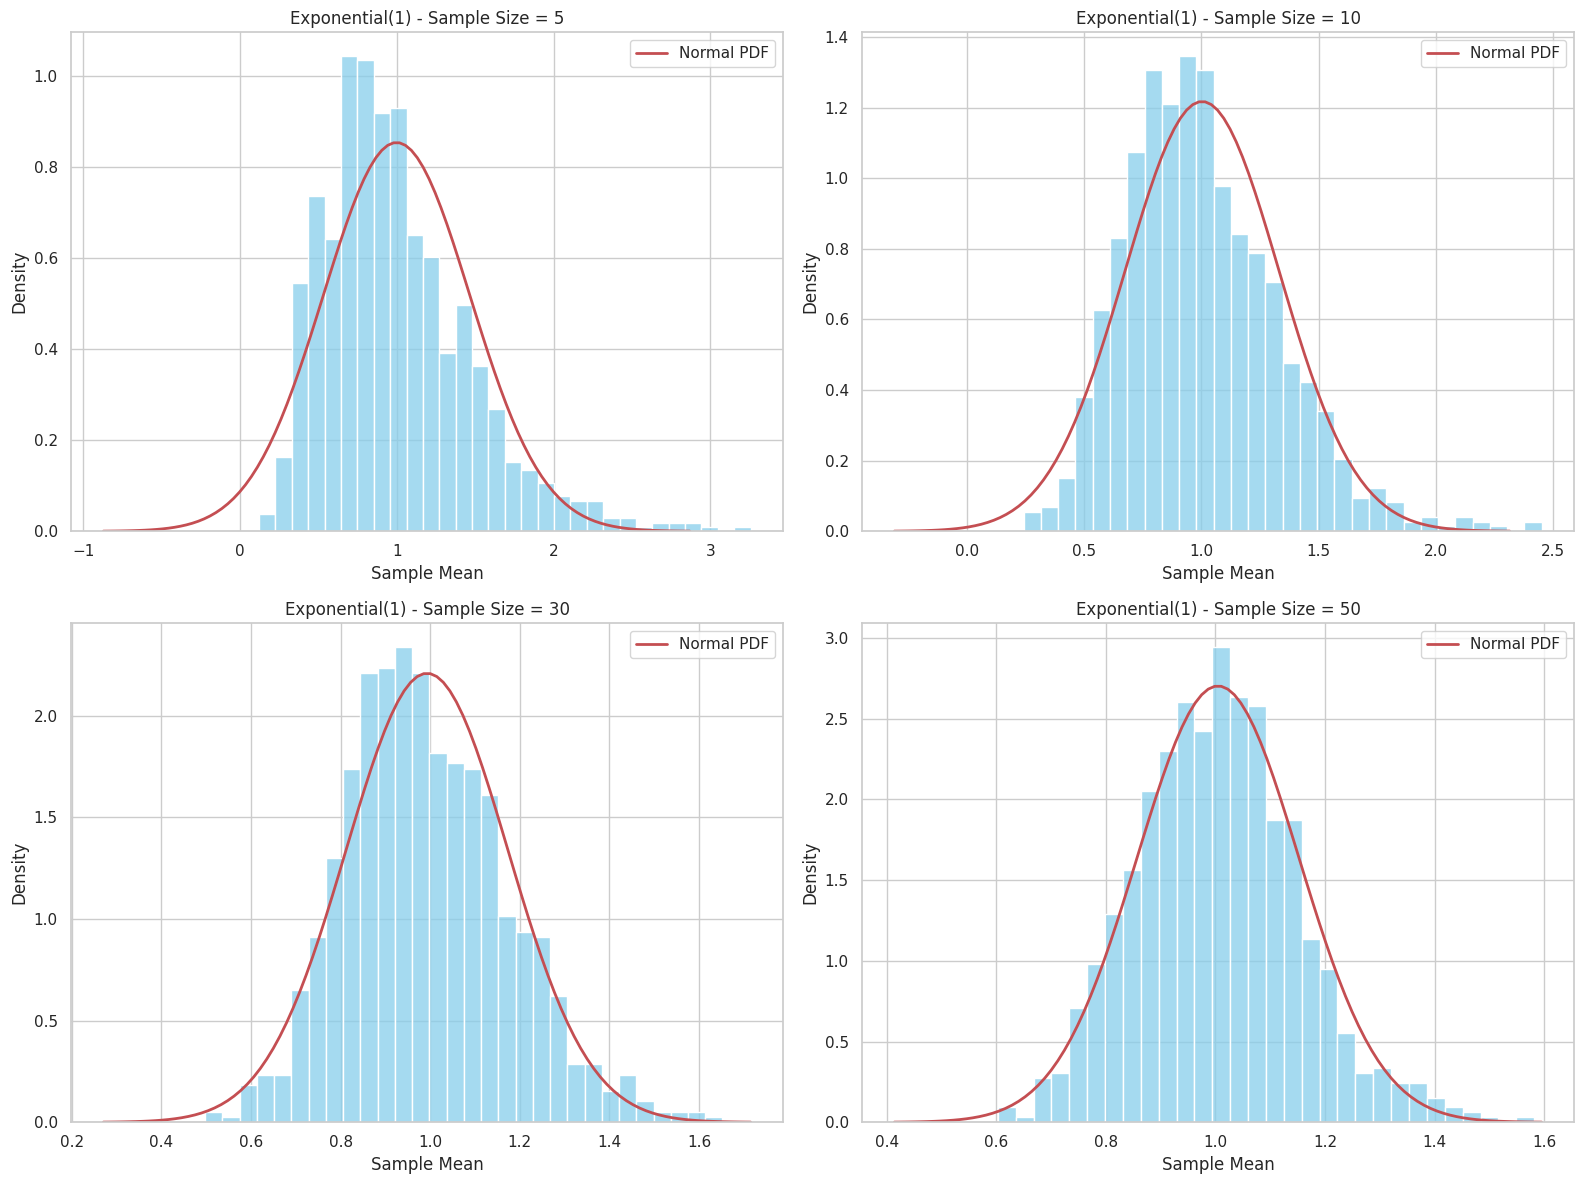 Exponential(1) - Sample Size = 5
Normal PDF
Density
1.0
0.8
0.6
0.4
0.2
0.0
−1 0 1 2 3
Sample Mean
Exponential(1) - Sample Size = 10
Normal PDF
Density
1.4
1.2
1.0
0.8
0.6
0.4
0.2
0.0
0.0 0.5 1.0 1.5 2.0 2.5
Sample Mean
Exponential(1) - Sample Size = 30
Normal PDF
Density
2.0
1.5
1.0
0.5
0.0
0.2 0.4 0.6 0.8 1.0 1.2 1.4 1.6
Sample Mean
Exponential(1) - Sample Size = 50
Normal PDF
Density
3.0
2.5
2.0
1.5
1.0
0.5
0.0
0.4 0.6 0.8 1.0 1.2 1.4 1.6
Sample Mean